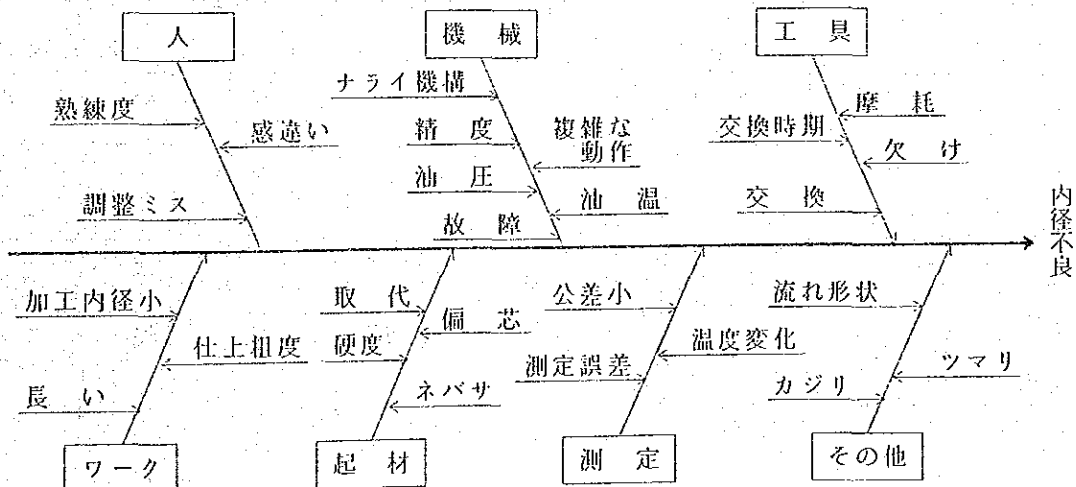 人
機械
工具
ナライ機構
摩耗
熟練度
感違い
精度
複雑な
動作
交換時期
欠け
油圧
調整ミス
油温
交換
故障
内径不良
加工内径小
取代
公差小
流れ形状
偏芯
仕上粗度
硬度
温度変化
測定誤差
ツマリ
長い
ネバサ
カジリ
ワーク
起材
測定
その他